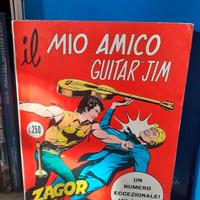 il MIO AMICO
"GUITAR" JIM
L.250
ZAGOR
UN
NUMERO
ECCEZIONALE!